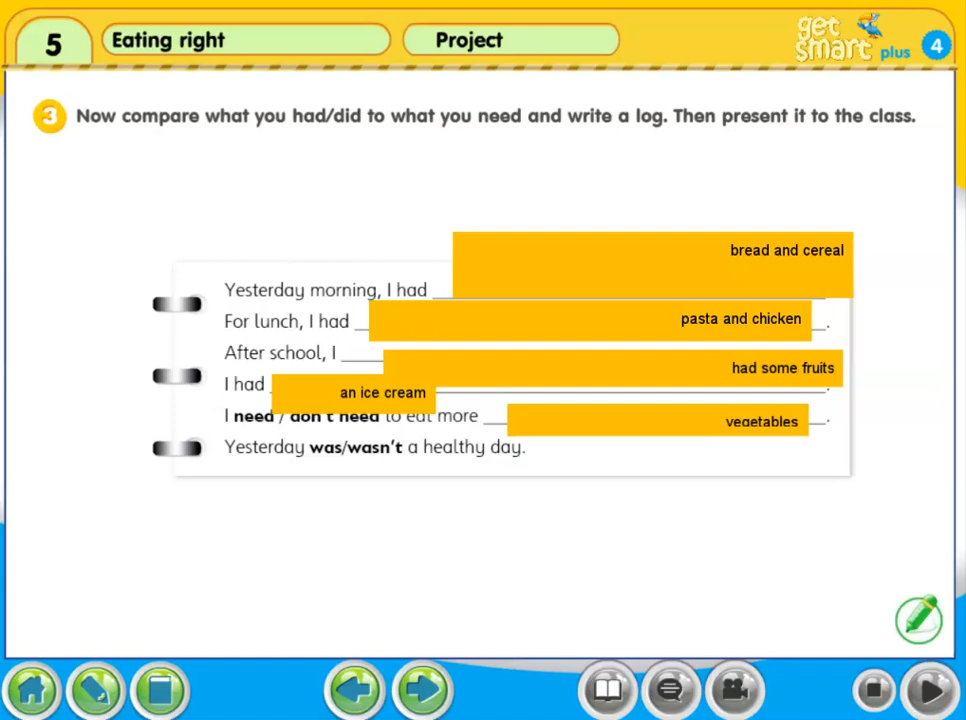 5 Eating right Project get smart plus 4
3 Now compare what you had/did to what you need and write a log. Then present it to the class.
bread and cereal
Yesterday morning, I had
For lunch, I had pasta and chicken.
After school, I
had some fruits
I had an ice cream.
I need / don't need to eat more vegetables.
Yesterday was/wasn't a healthy day.